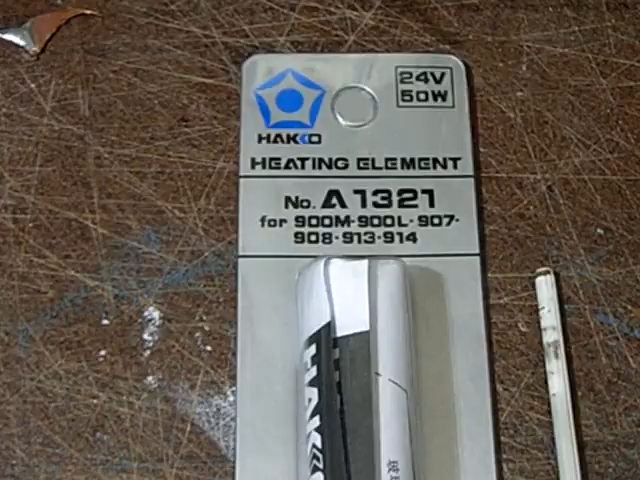 24V
50W
HAKKO
HEATING ELEMENT
No. A1321
for 900M·900L·907·
908·913·914
HAKKO